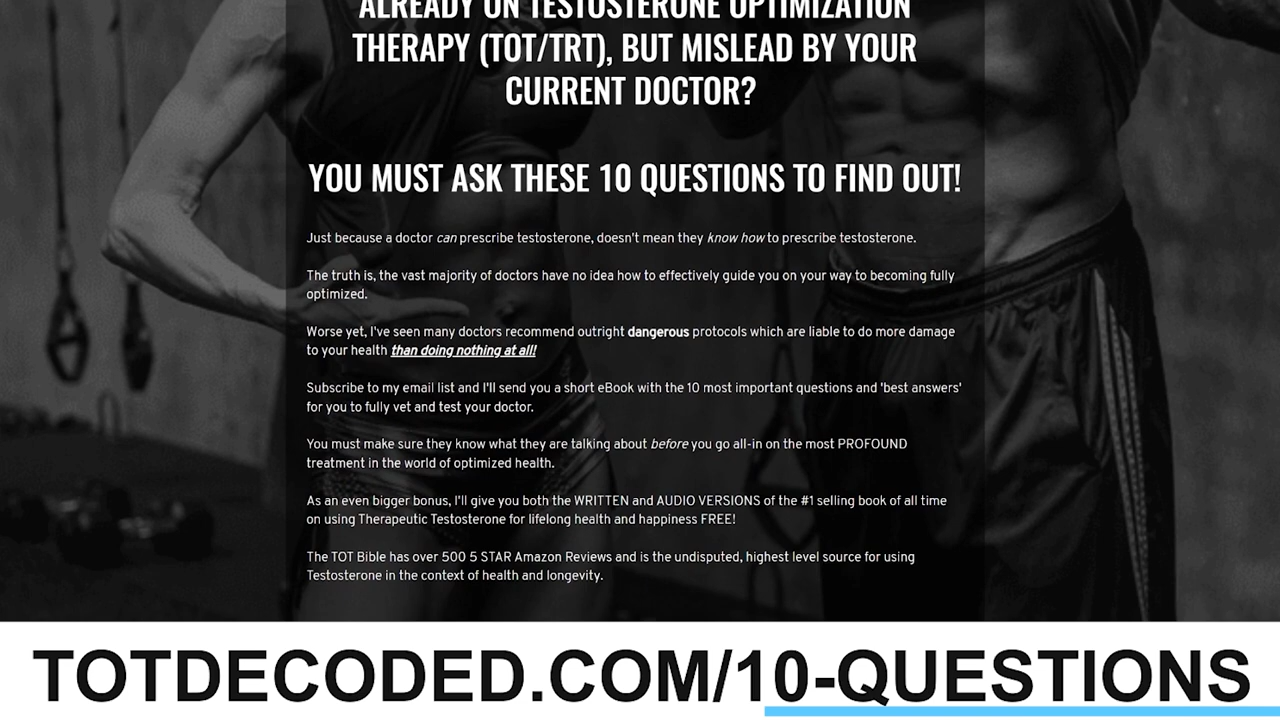 ALREADY ON TESTOSTERONE OPTIMIZATION
THERAPY (TOT/TRT), BUT MISLEAD BY YOUR
CURRENT DOCTOR?
YOU MUST ASK THESE 10 QUESTIONS TO FIND OUT!
Just because a doctor can prescribe testosterone, doesn't mean they know how to prescribe testosterone.
The truth is, the vast majority of doctors have no idea how to effectively guide you on your way to becoming fully
optimized.
Worse yet, I've seen many doctors recommend outright dangerous protocols which are liable to do more damage
to your health than doing nothing at all!
Subscribe to my email list and I'll send you a short eBook with the 10 most important questions and 'best answers'
for you to fully vet and test your doctor.
You must make sure they know what they are talking about before you go all-in on the most PROFOUND
treatment in the world of optimized health.
As an even bigger bonus, I'll give you both the WRITTEN and AUDIO VERSIONS of the #1 selling book of all time
on using Therapeutic Testosterone for lifelong health and happiness FREE!
The TOT Bible has over 500 5 STAR Amazon Reviews and is the undisputed, highest level source for using
Testosterone in the context of health and longevity.
TOTDECODED.COM/10-QUESTIONS